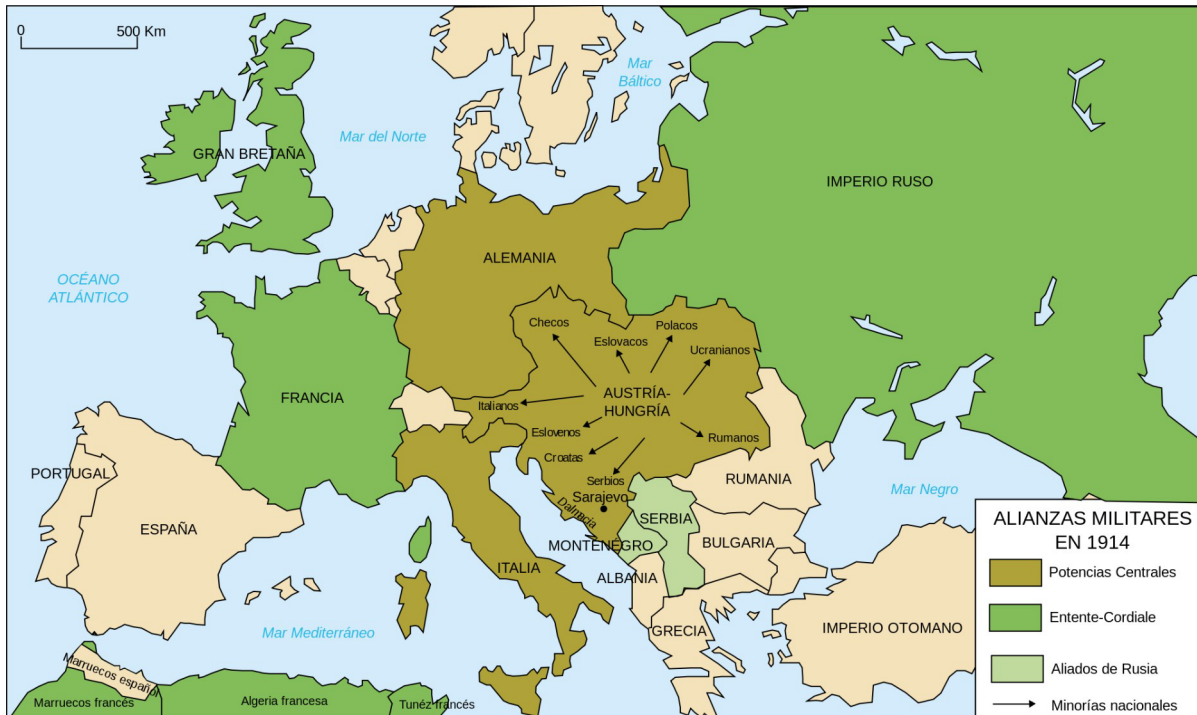 0
500 Km
Mar
Báltico
Mar del Norte
GRAN BRETAÑA
IMPERIO RUSO
ALEMANIA
OCÉANO
ATLÁNTICO
Checos
Polacos
Eslovacos
Ucranianos
FRANCIA
AUSTRÍA-
HUNGRÍA
Italianos
Eslovenos
Rumanos
Croatas
PORTUGAL
Serbios
RUMANIA
Sarajevo
Mar Negro
Dalmacia
SERBIA
ESPAÑA
BULGARIA
MONTENEGRO
ITALIA
ALBANIA
Mar Mediterráneo
GRECIA
IMPERIO OTOMANO
Marruecos español
Marruecos francés
Algeria francesa
Tunéz francés
ALIANZAS MILITARES
EN 1914
Potencias Centrales
Entente-Cordiale
Aliados de Rusia
Minorías nacionales